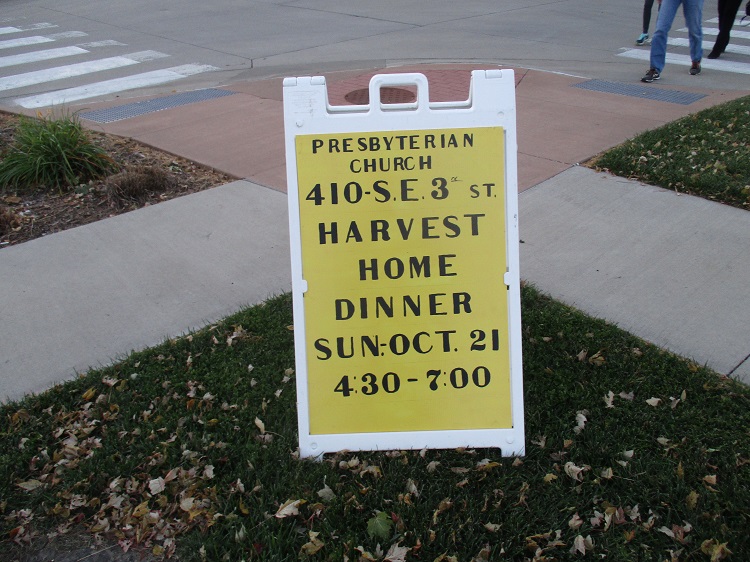 PRESBYTERIAN
CHURCH
410-S.E. 3rd ST.
HARVEST
HOME
DINNER
SUN-OCT. 21
4:30-7:00